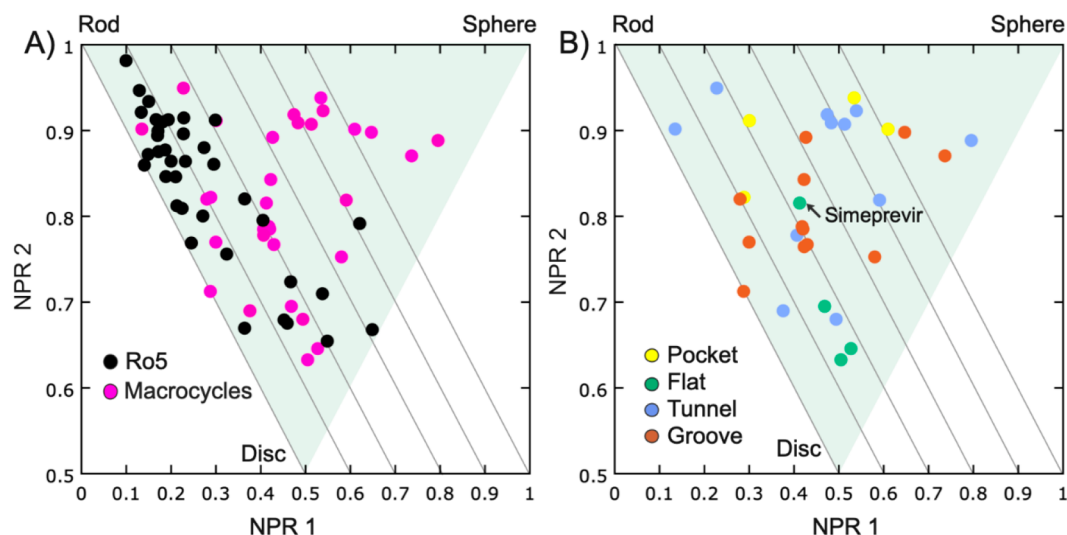 A)
Rod
Sphere
1
0.9
0.8
0.7
0.6
0.5
NPR 2
Ro5
Macrocycles
Disc
0 0.1 0.2 0.3 0.4 0.5 0.6 0.7 0.8 0.9 1
NPR 1
B)
Rod
Sphere
1
0.9
0.8
0.7
0.6
0.5
NPR 2
Simeprevir
Pocket
Flat
Tunnel
Groove
Disc
0 0.1 0.2 0.3 0.4 0.5 0.6 0.7 0.8 0.9 1
NPR 1